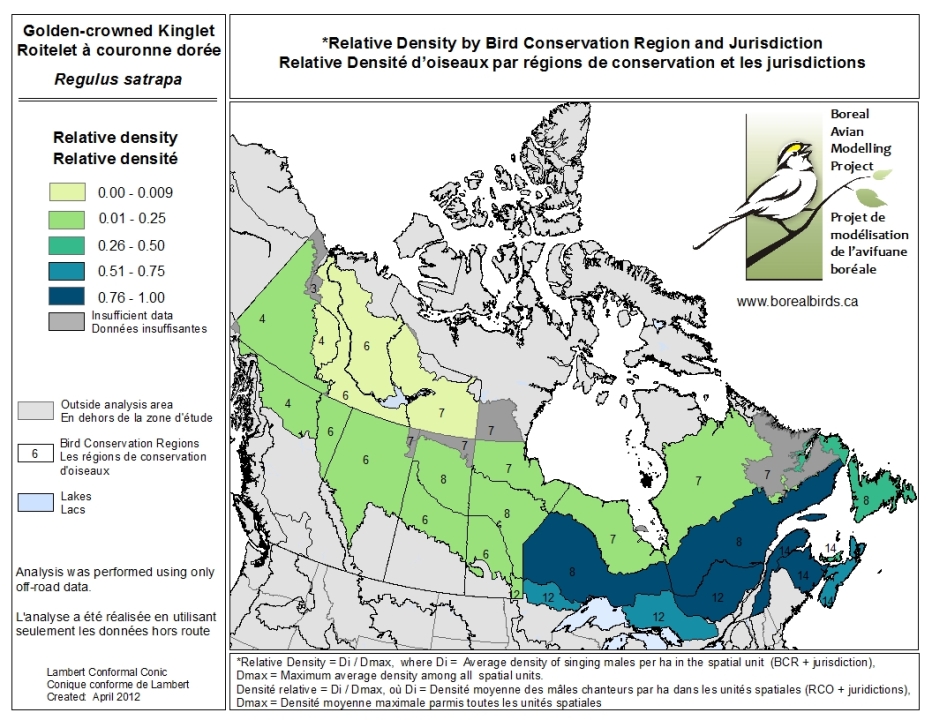 Golden-crowned Kinglet
Roitelet à couronne dorée
Regulus satrapa
*Relative Density by Bird Conservation Region and Jurisdiction
Relative Densité d'oiseaux par régions de conservation et les jurisdictions
Relative density
Relative densité
0.00 - 0.009
0.01 - 0.25
0.26 - 0.50
0.51 - 0.75
0.76 - 1.00
Insufficient data
Données insuffisantes
Outside analysis area
En dehors de la zone d'étude
6
Bird Conservation Regions
Les régions de conservation
d'oiseaux
Lakes
Lacs
Analysis was performed using only
off-road data.
L'analyse a été réalisée en utilisant
seulement les données hors route
Lambert Conformal Conic
Conique conforme de Lambert
Created: April 2012
Boreal
Avian
Modelling
Project
Projet de
modélisation
de l'avifuane
boréale
www.borealbirds.ca
3
4
4
6
6
7
4
7
6
7
7
7
6
8
7
7
7
8
8
6
6
7
8
8
14
14
14
2
12
12
12
14
*Relative Density = Di / Dmax, where Di = Average density of singing males per ha in the spatial unit (BCR + jurisdiction),
Dmax = Maximum average density among all spatial units.
Densité relative = Di / Dmax, où Di = Densité moyenne des mâles chanteurs par ha dans les unités spatiales (RCO + juridictions),
Dmax = Densité moyenne maximale parmis toutes les unités spatiales